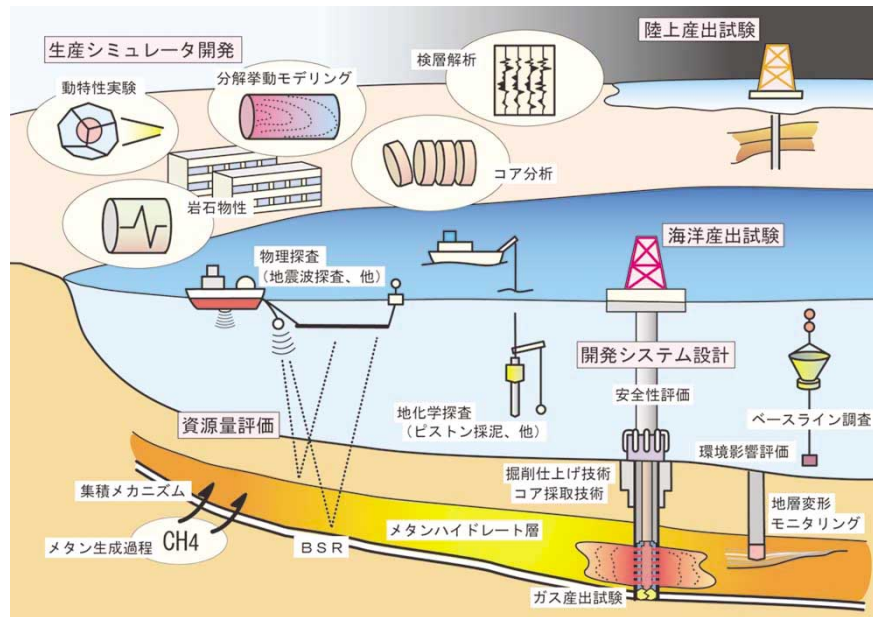 生産シミュレータ開発
動特性実験
分解挙動モデリング
検層解析
陸上産出試験
コア分析
岩石物性
物理探査
（地震波探査、他）
海洋産出試験
開発システム設計
安全性評価
地化学探査
（ピストン採泥、他）
ベースライン調査
環境影響評価
資源量評価
掘削仕上げ技術
コア採取技術
集積メカニズム
地層変形
モニタリング
メタンハイドレート層
メタン生成過程
CH4
BSR
ガス産出試験